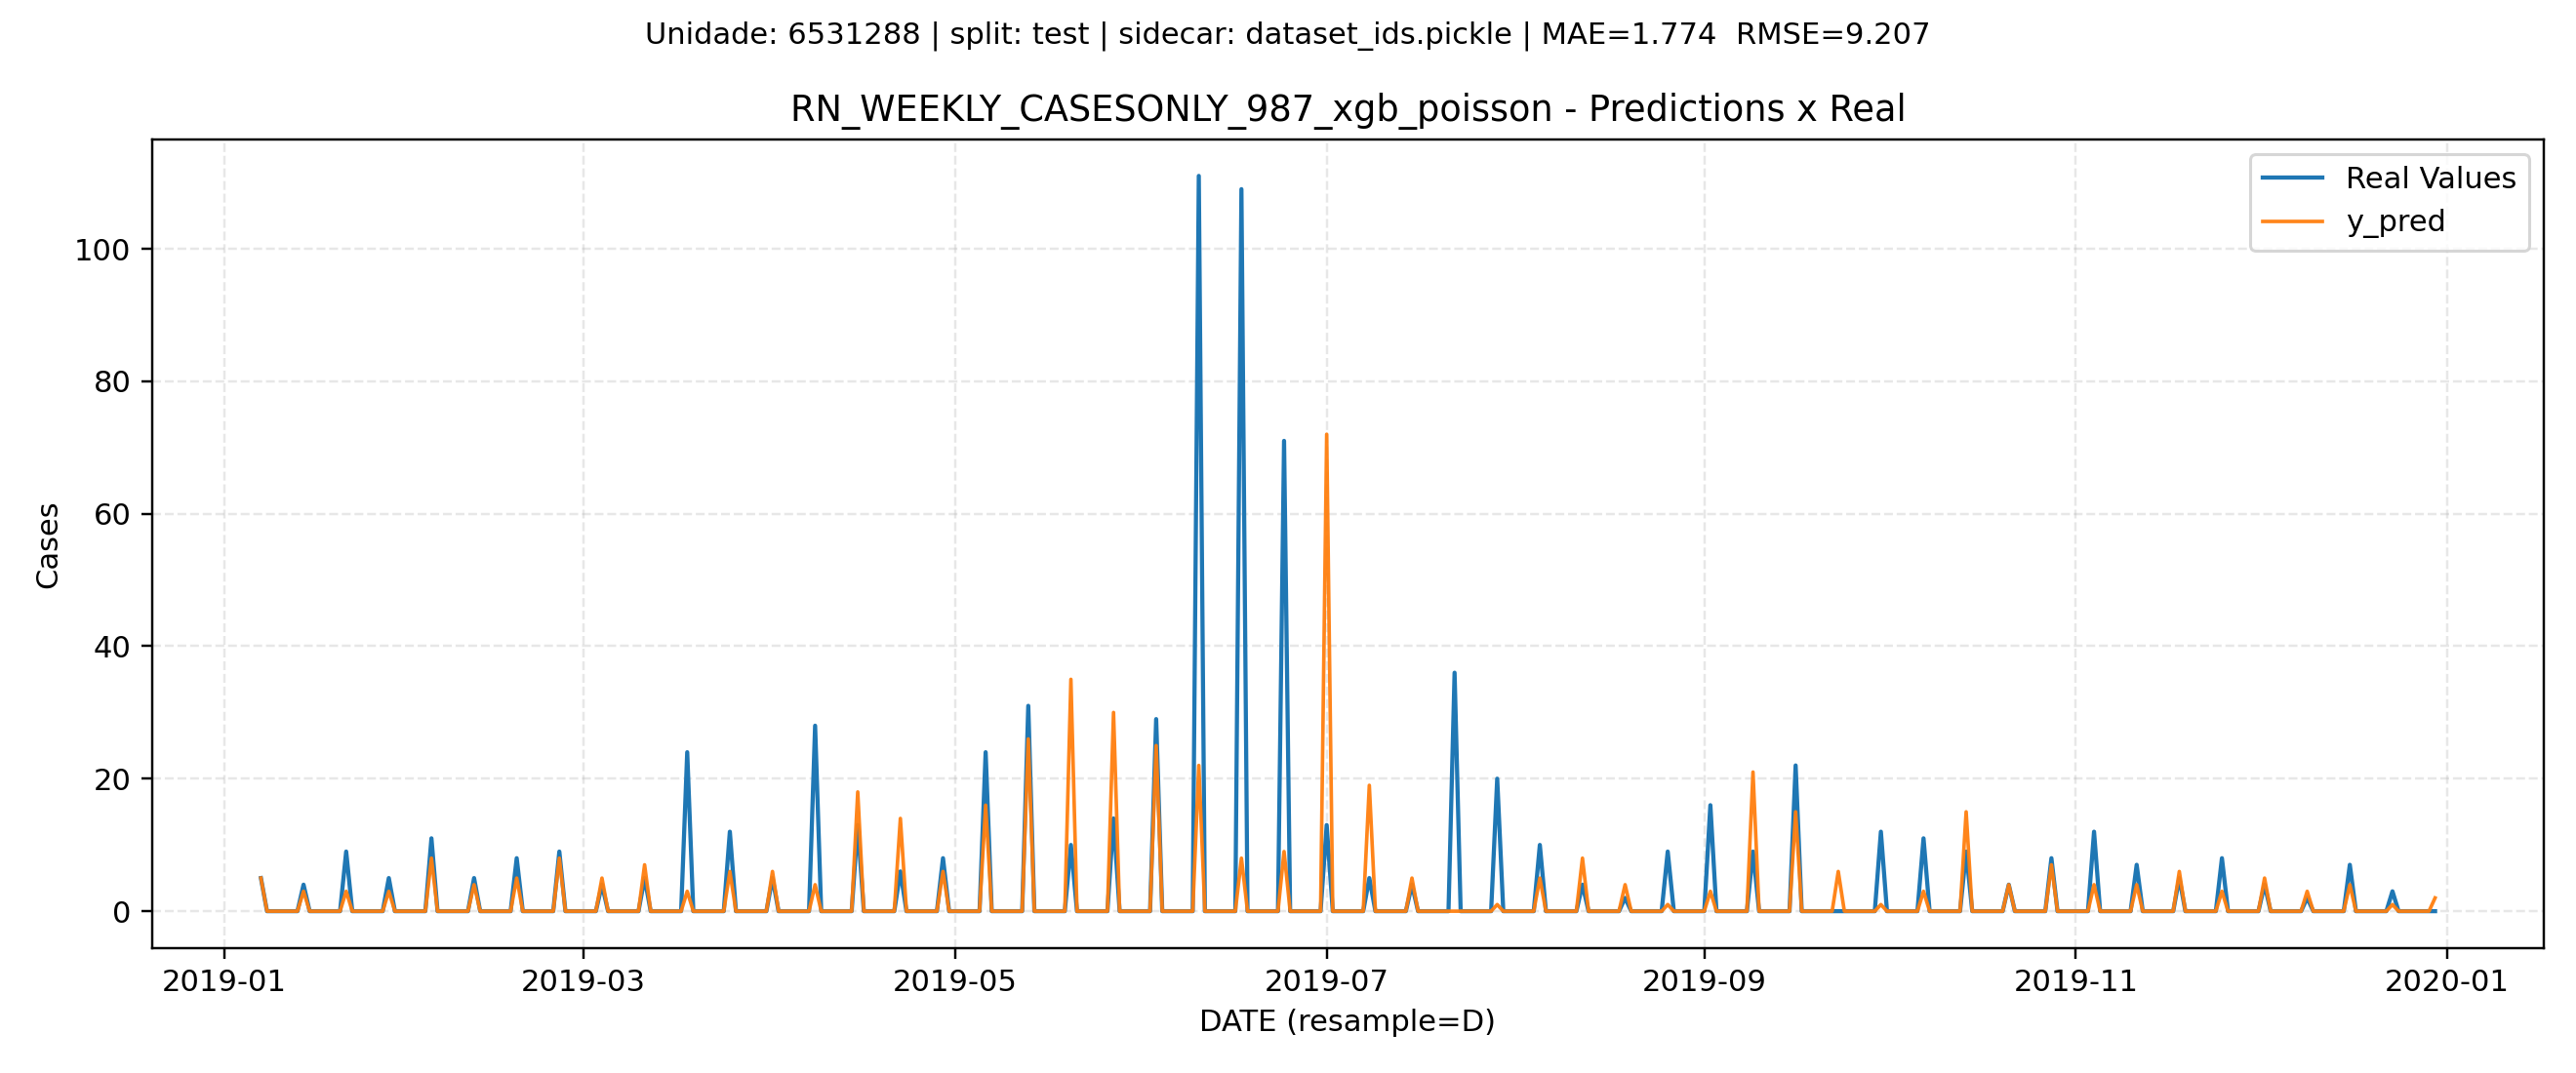 Unidade: 6531288 | split: test | sidecar: dataset_ids.pickle | MAE=1.774  RMSE=9.207
RN_WEEKLY_CASESONLY_987_xgb_poisson - Predictions x Real
Real Values
y_pred
Cases
100
80
60
40
20
0
2019-01 2019-03 2019-05 2019-07 2019-09 2019-11 2020-01
DATE (resample=D)